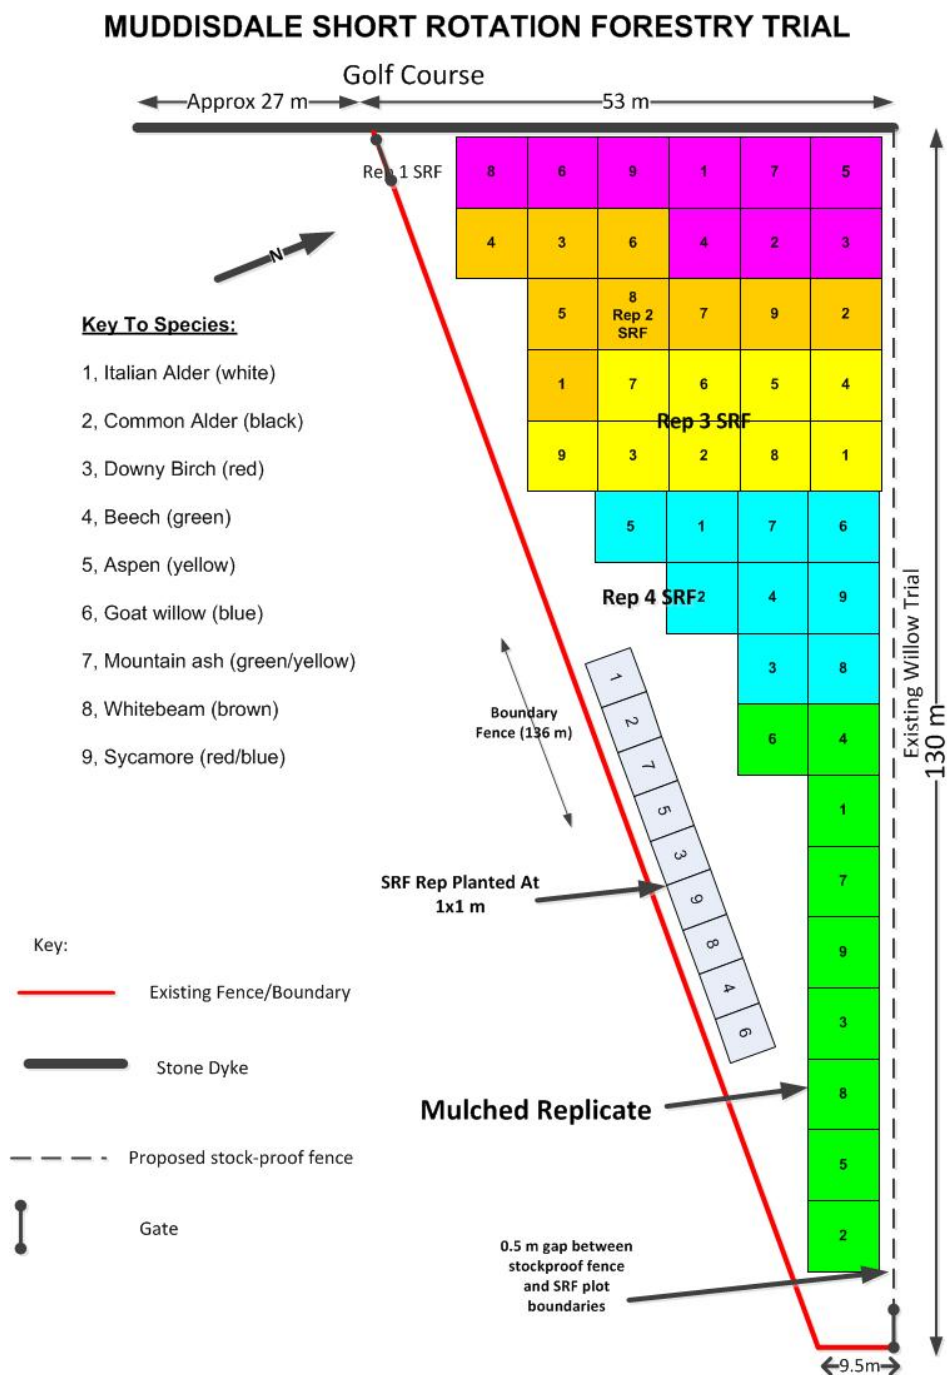 MUDDISDALE SHORT ROTATION FORESTRY TRIAL
Golf Course
Approx 27 m
53 m
Rep 1 SRF
8 6 9 1 7 5
4 3 6 4 2 3
N
5 8 7 9 2
Rep 2
SRF
Key To Species:
1, Italian Alder (white)
2, Common Alder (black)
3, Downy Birch (red)
4, Beech (green)
5, Aspen (yellow)
6, Goat willow (blue)
7, Mountain ash (green/yellow)
8, Whitebeam (brown)
9, Sycamore (red/blue)
1 7 6 5 4
Rep 3 SRF
9 3 2 8 1
5 1 7 6
Rep 4 SRF
2 4 9
3 8
6 4
1
7
9
3
8
5
2
Existing Willow Trial
130 m
Boundary
Fence (136 m)
1
2
7
5
3
9
8
4
6
SRF Rep Planted At
1x1 m
Mulched Replicate
Key:
Existing Fence/Boundary
Stone Dyke
Proposed stock-proof fence
Gate
0.5 m gap between
stockproof fence
and SRF plot
boundaries
9.5m